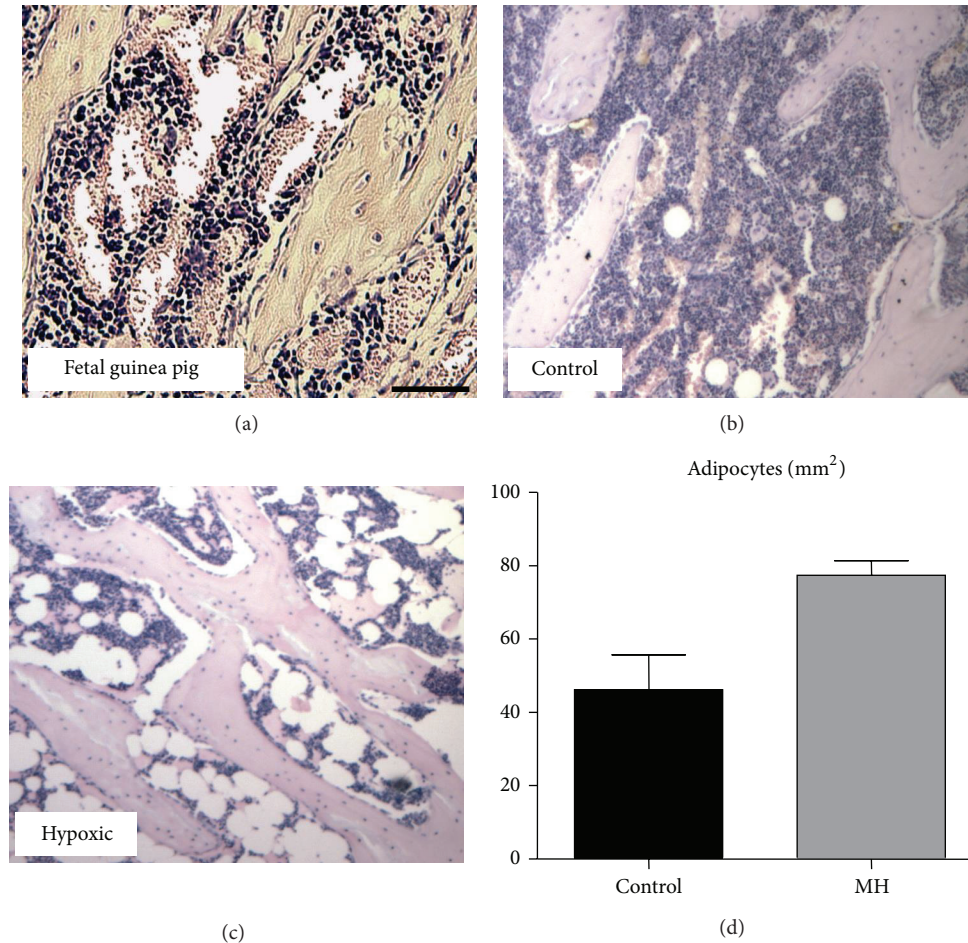 Fetal guinea pig
(a)
Control
(b)
Hypoxic
(c)
Adipocytes (mm²)
100
80
60
40
20
0
Control
MH
(d)